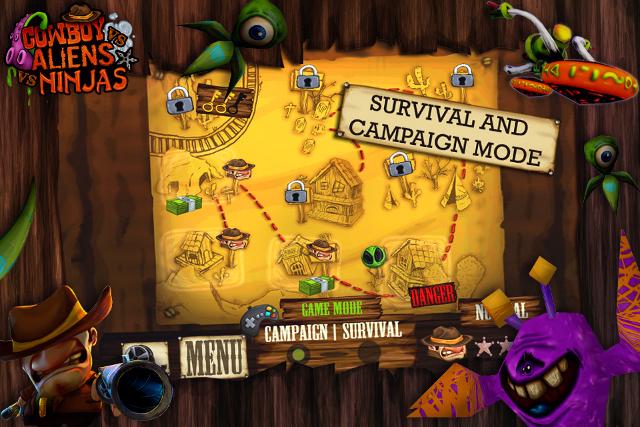 COWBOY
VS
ALIENS
VS NINJAS
SURVIVAL AND
CAMPAIGN MODE
DANGER
GAME MODE
CAMPAIGN | SURVIVAL
MENU